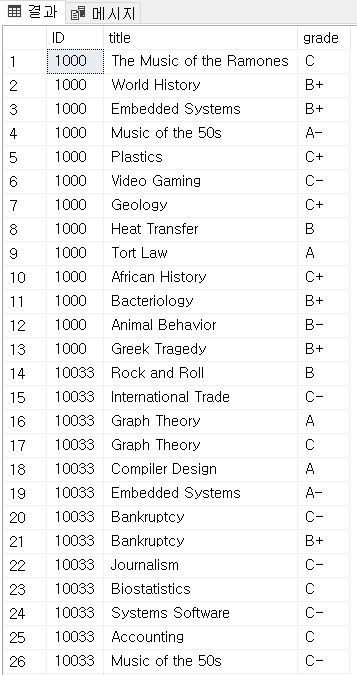 결과 메시지
ID title grade
1 1000 The Music of the Ramones C
2 1000 World History B+
3 1000 Embedded Systems B+
4 1000 Music of the 50s A-
5 1000 Plastics C+
6 1000 Video Gaming C-
7 1000 Geology C+
8 1000 Heat Transfer B
9 1000 Tort Law A
10 1000 African History C+
11 1000 Bacteriology B+
12 1000 Animal Behavior B-
13 1000 Greek Tragedy B+
14 10033 Rock and Roll B
15 10033 International Trade C-
16 10033 Graph Theory A
17 10033 Graph Theory C
18 10033 Compiler Design A
19 10033 Embedded Systems A-
20 10033 Bankruptcy C-
21 10033 Bankruptcy B+
22 10033 Journalism C-
23 10033 Biostatistics C
24 10033 Systems Software C-
25 10033 Accounting C
26 10033 Music of the 50s C-